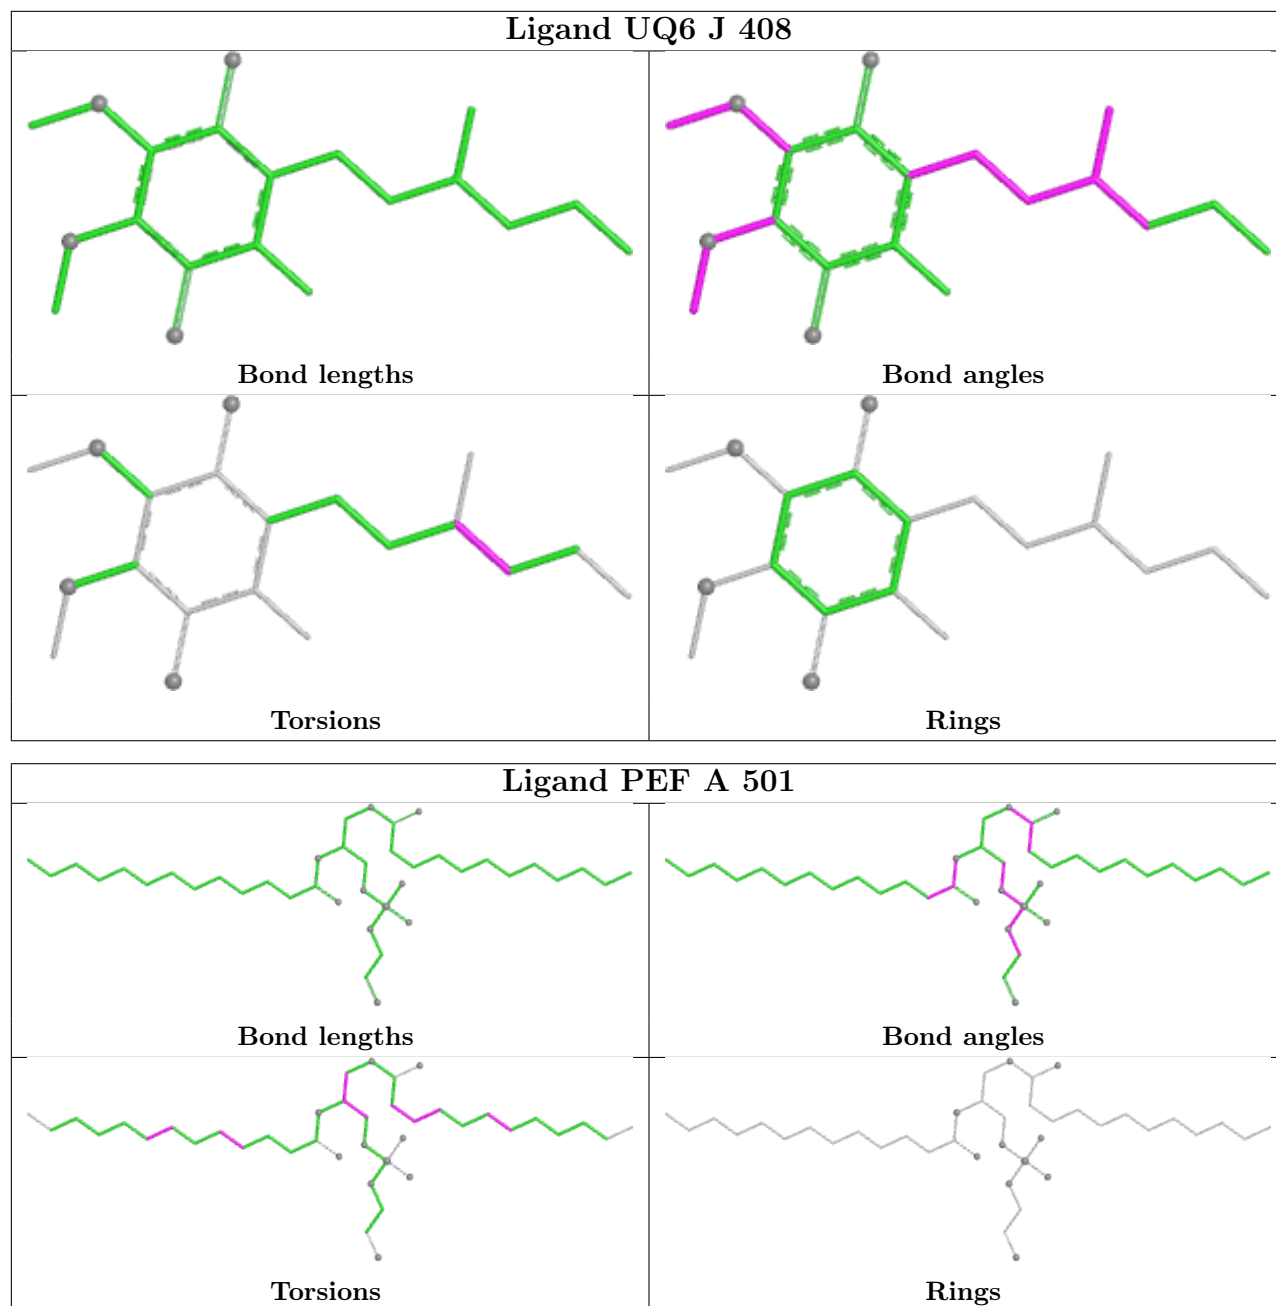 Ligand UQ6 J 408
Bond lengths
Bond angles
Torsions
Rings
Ligand PEF A 501
Bond lengths
Bond angles
Torsions
Rings